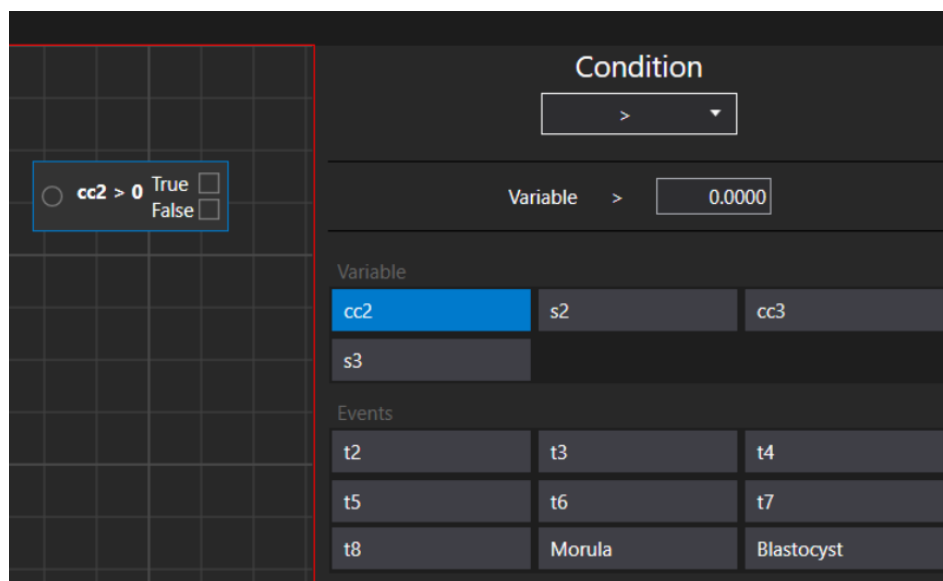 cc2 > 0 True
False
Condition
>
Variable > 0.0000
Variable
cc2 s2 cc3
s3
Events
t2 t3 t4
t5 t6 t7
t8 Morula Blastocyst